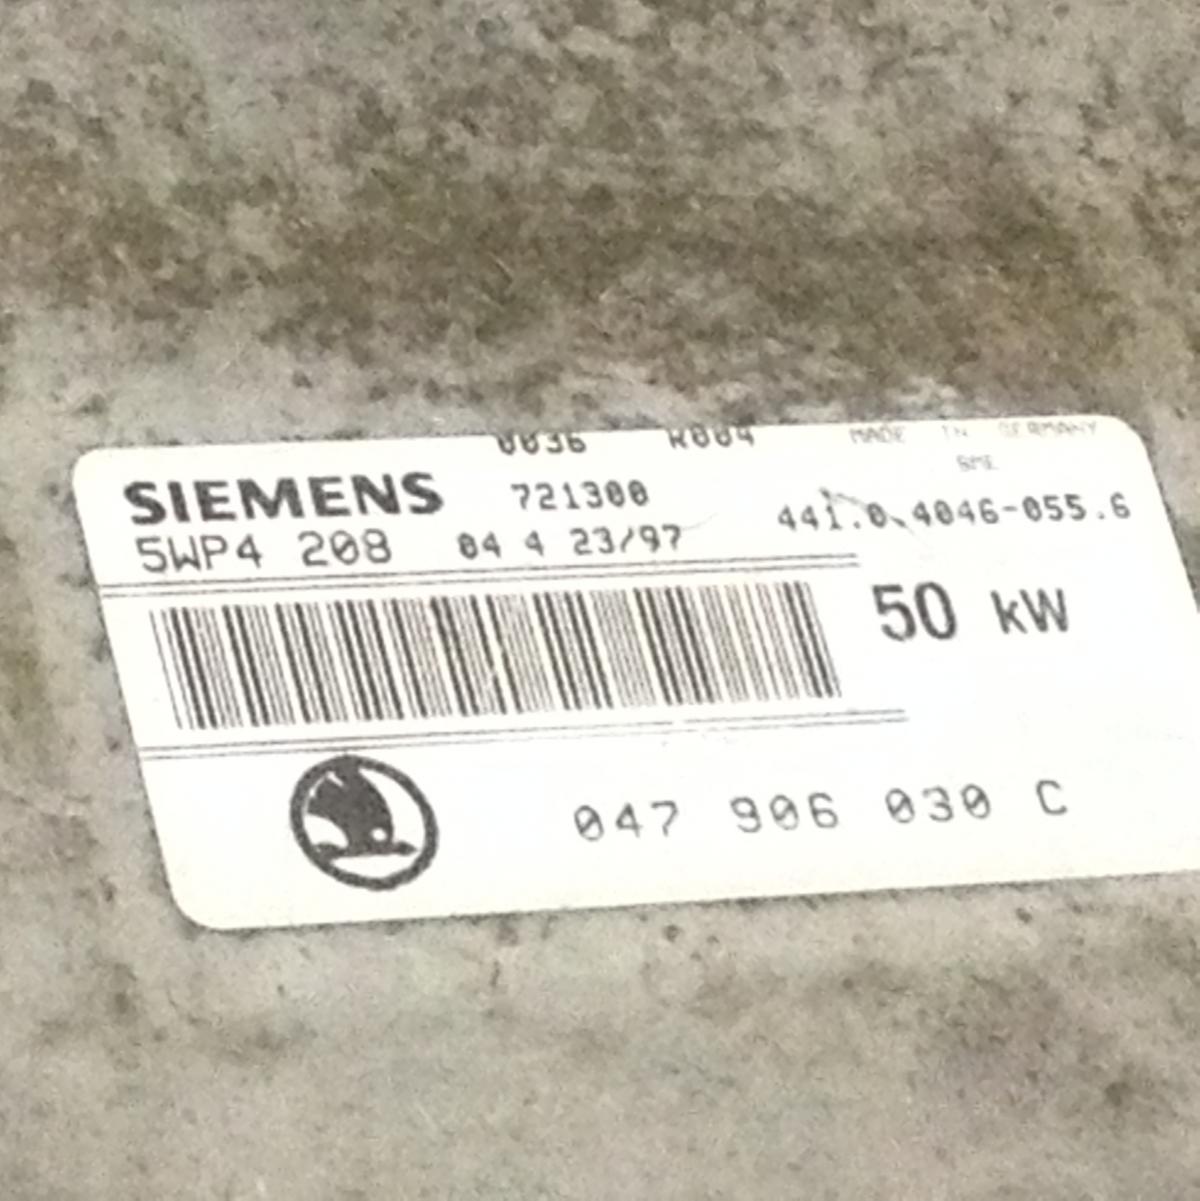 0036 R004 MADE IN GERMANY
SME
SIEMENS 721300
5WP4 208 04 4 23/97 441.0.4046-055.6
50 kW
047 906 030 C